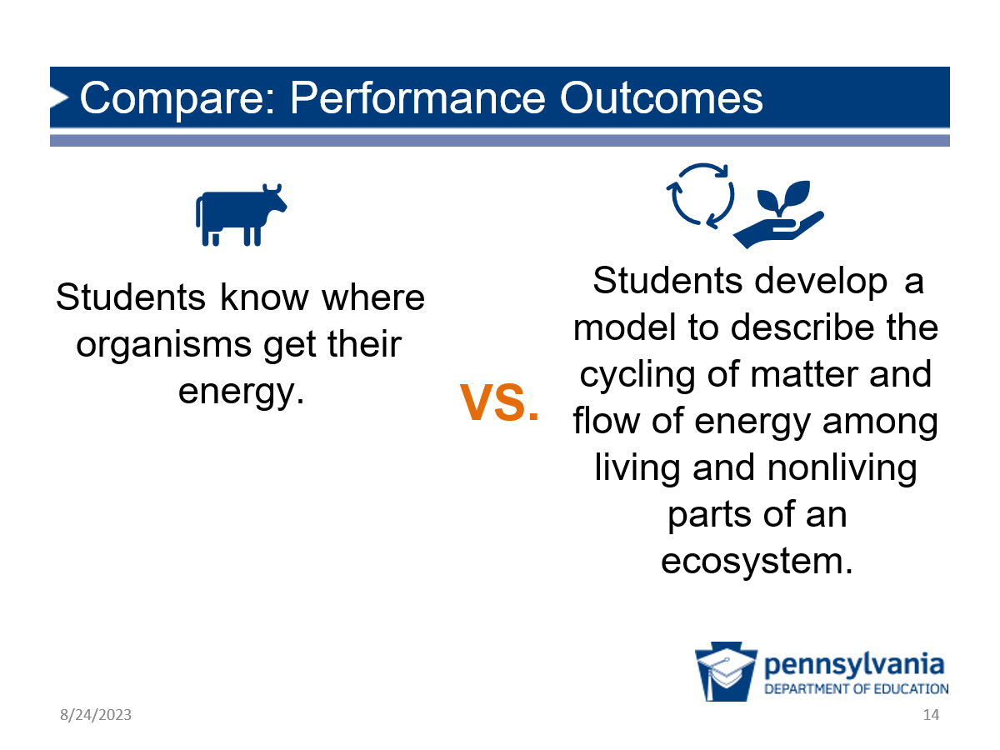 Compare: Performance Outcomes
Students know where
organisms get their
energy.
vs.
Students develop a
model to describe the
cycling of matter and
flow of energy among
living and nonliving
parts of an
ecosystem.
pennsylvania
DEPARTMENT OF EDUCATION
8/24/2023
14